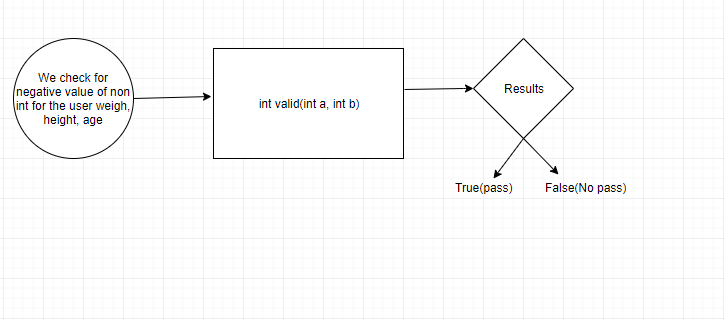 We check for
negative value of non
int for the user weigh,
height, age
int valid(int a, int b)
Results
True(pass)
False(No pass)